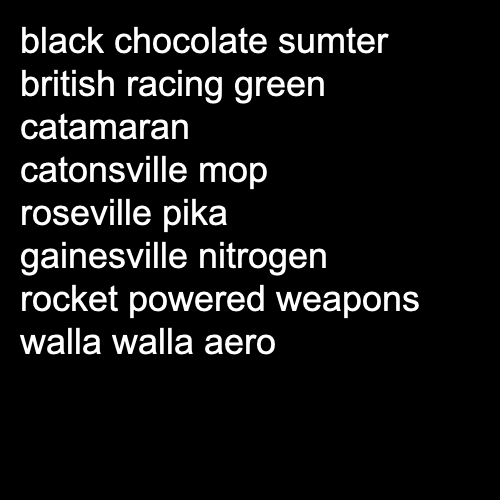 black chocolate sumter
british racing green
catamaran
catonsville mop
roseville pika
gainesville nitrogen
rocket powered weapons
walla walla aero